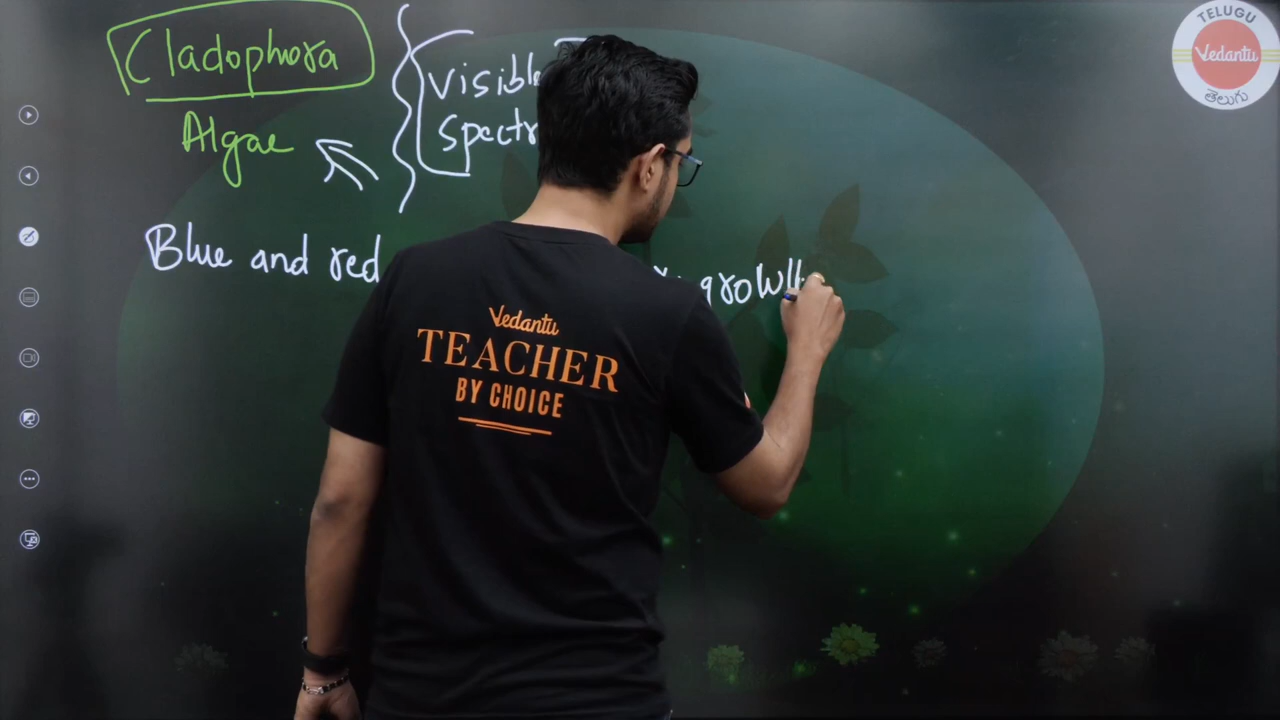 Cladophora
Algae
visible
Spectr
Blue and red
growth
Vedantu
TEACHER
BY CHOICE
TELUGU
Vedantu
తెలుగు